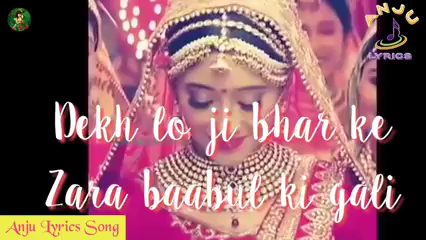 ANJU
LYRICS
Dekh lo ji bhar ke
Zara baabul ki gali
Anju Lyrics Song